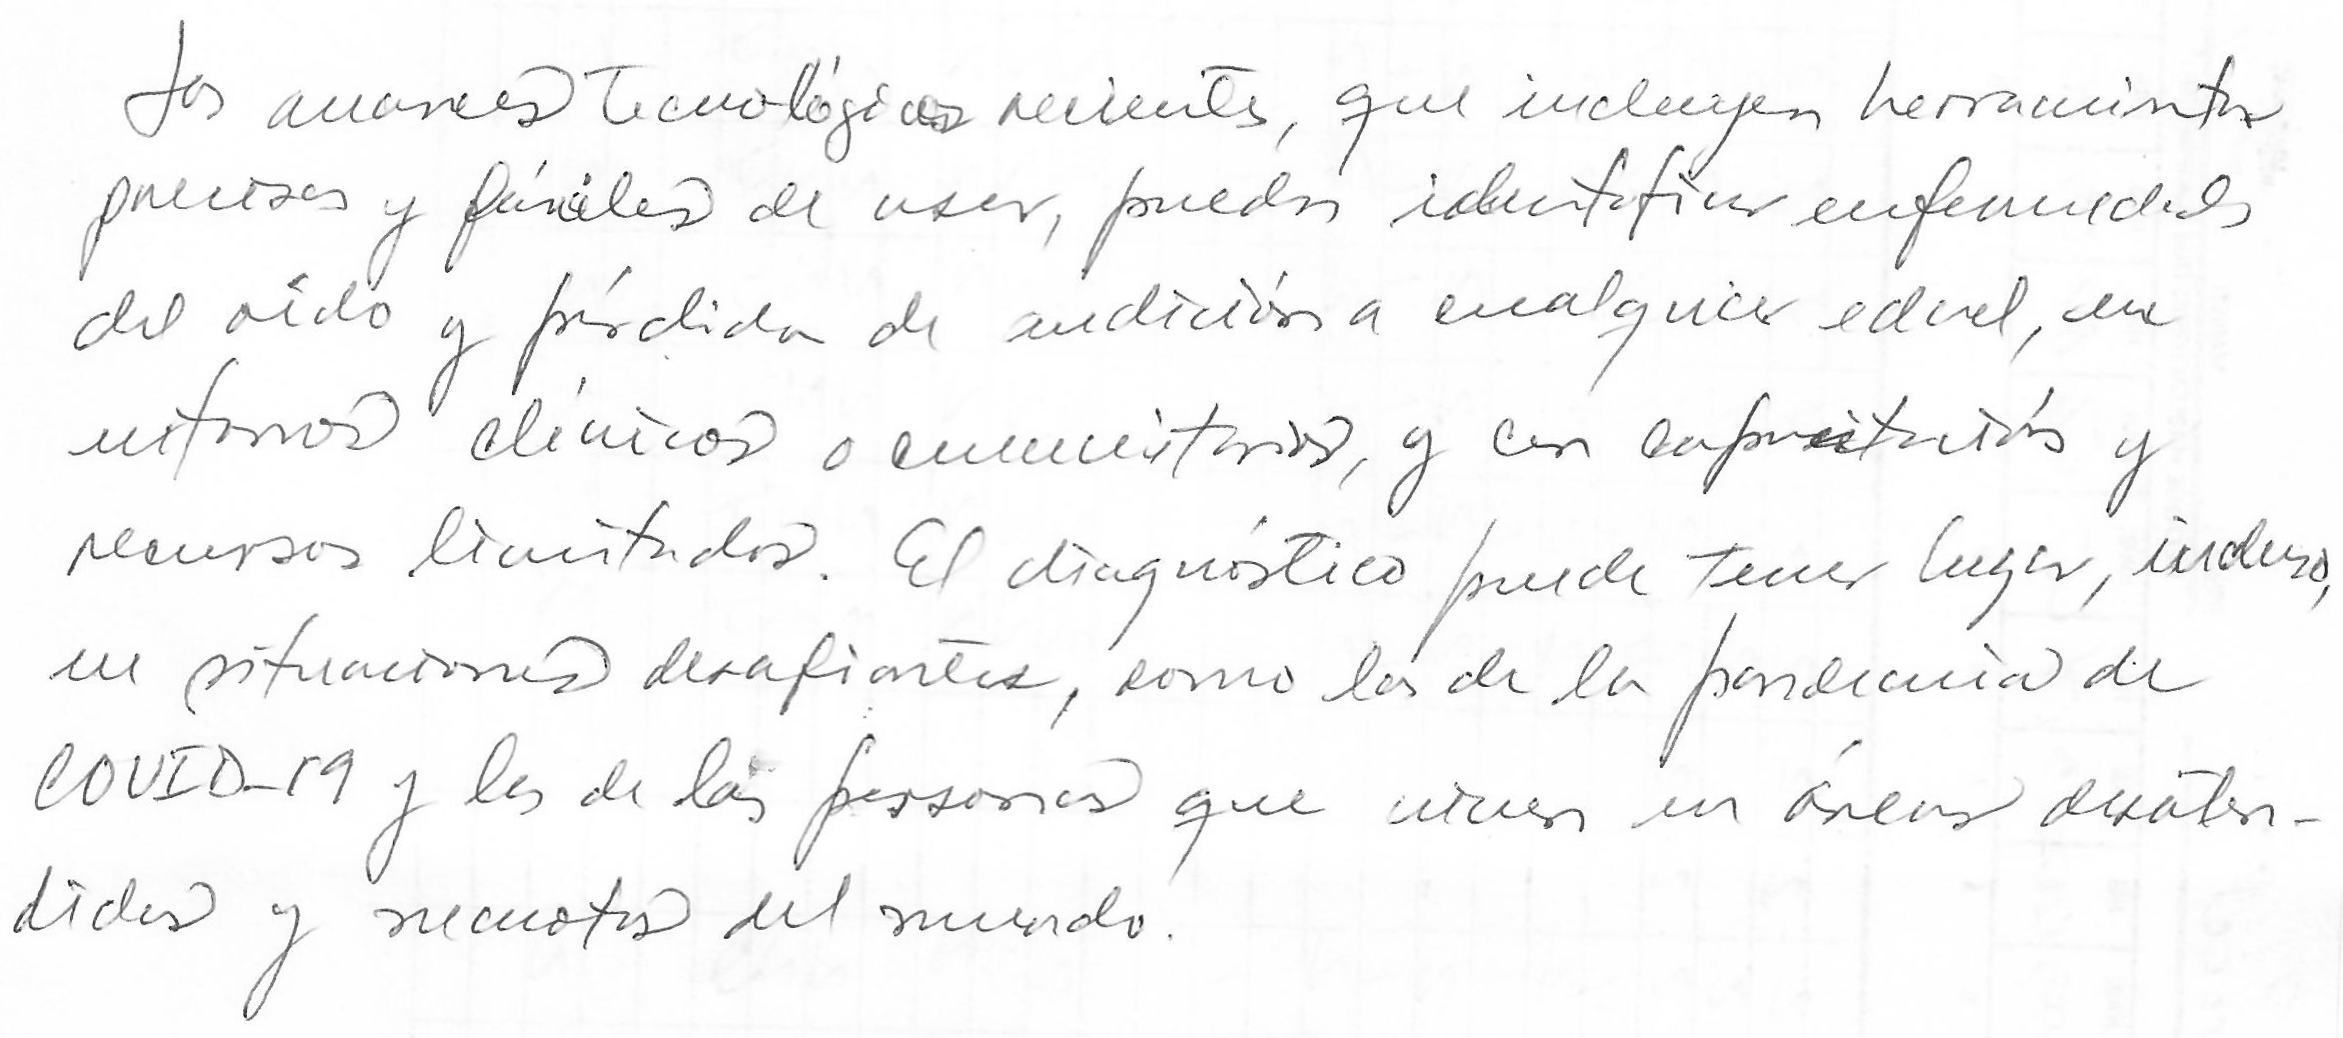 Los avances tecnológicos recientes, que incluyen herramientas
precisas y fáciles de usar, pueden identificar enfermedades
del oído y pérdida de audición a cualquier edad, en
entornos clínicos o comunitarios, y con capacitación y
recursos limitados. El diagnóstico puede tener lugar, incluso,
en situaciones desafiantes, como las de la pandemia de
COVID-19 y las de las personas que viven en áreas desaten-
didas y remotas del mundo.